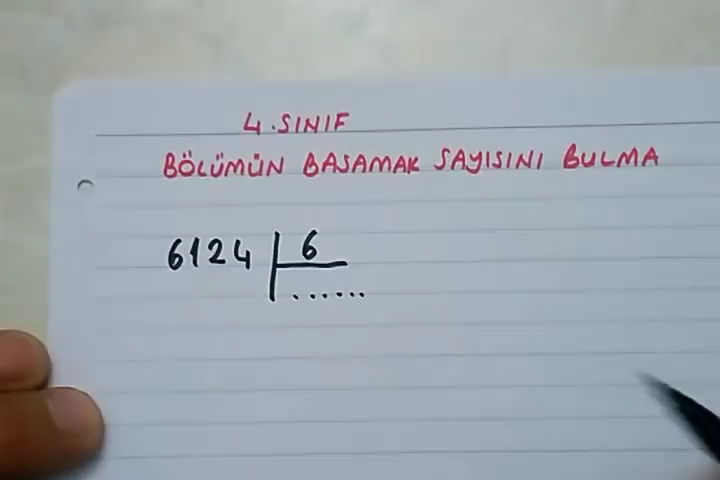 4. SINIF
BÖLÜMÜN BASAMAK SAYISINI BULMA
6124 | 6
......